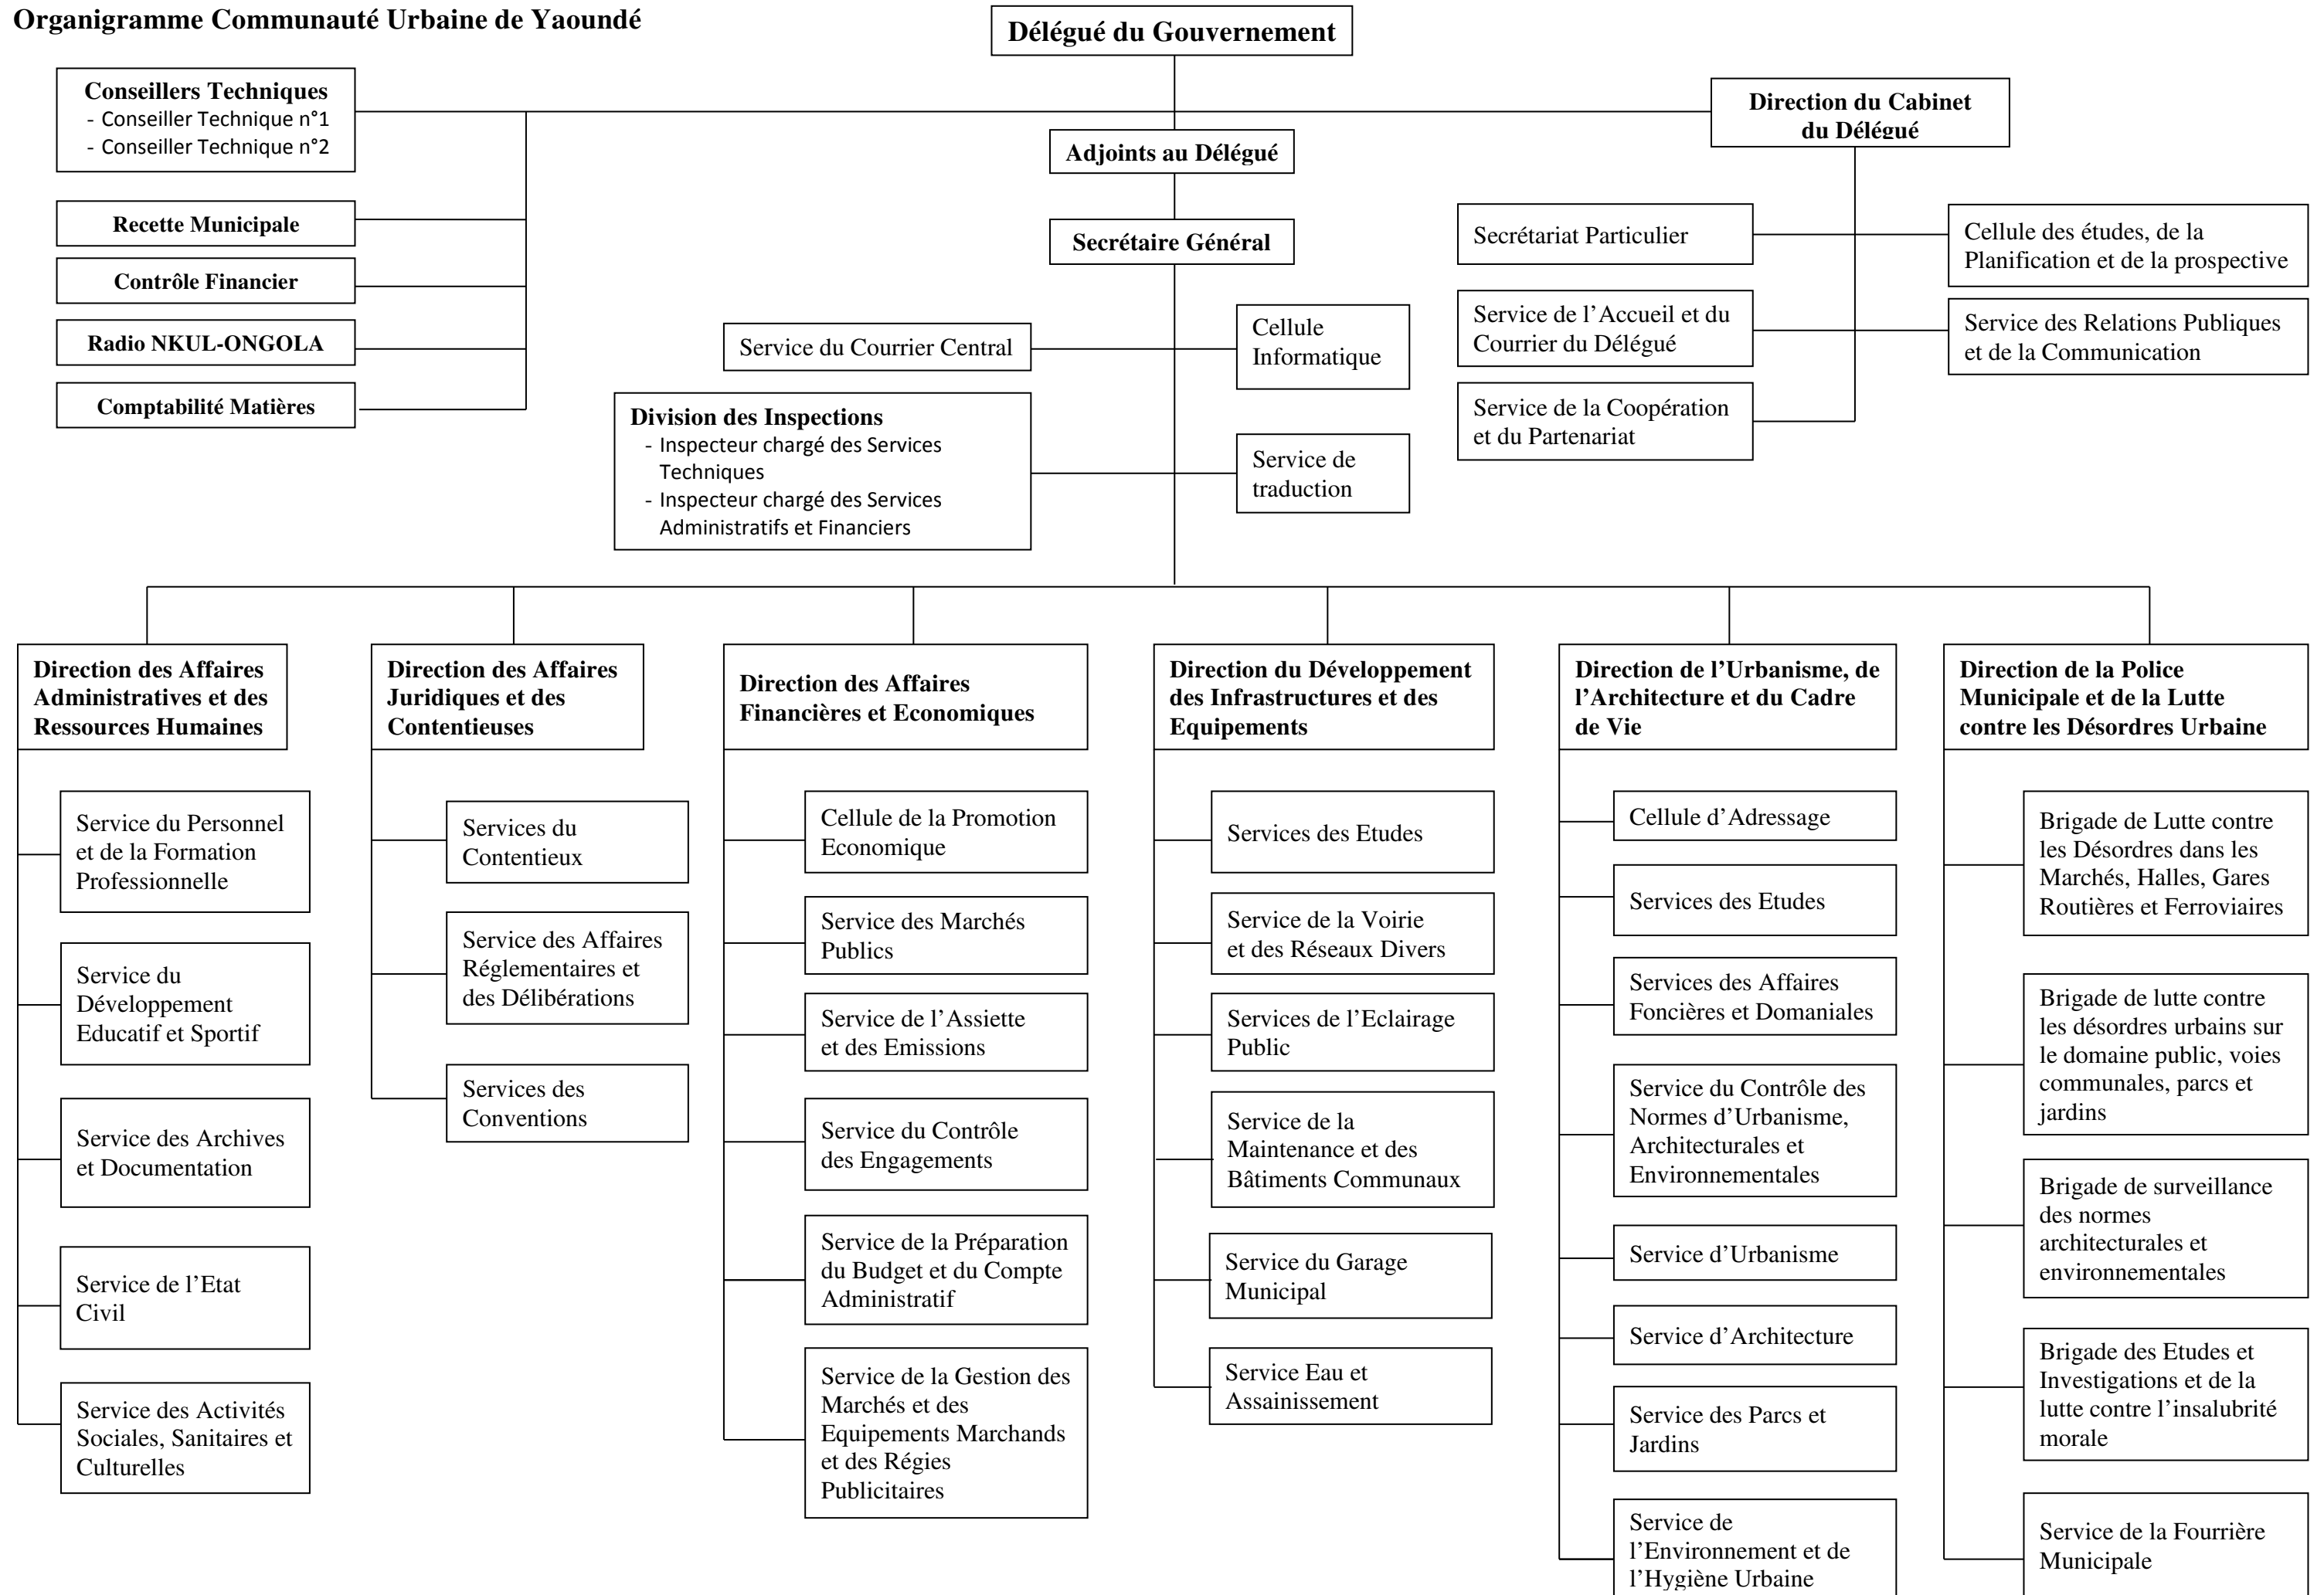 Organigramme Communauté Urbaine de Yaoundé
Délégué du Gouvernement
Conseillers Techniques
- Conseiller Technique n°1
- Conseiller Technique n°2
Direction du Cabinet
du Délégué
Adjoints au Délégué
Recette Municipale
Contrôle Financier
Radio NKUL-ONGOLA
Comptabilité Matières
Secrétaire Général
Secrétariat Particulier
Cellule des études, de la
Planification et de la prospective
Service de l’Accueil et du
Courrier du Délégué
Service des Relations Publiques
et de la Communication
Service de la Coopération
et du Partenariat
Service du Courrier Central
Cellule
Informatique
Division des Inspections
- Inspecteur chargé des Services
Techniques
- Inspecteur chargé des Services
Administratifs et Financiers
Service de
traduction
Direction des Affaires
Administratives et des
Ressources Humaines
Service du Personnel
et de la Formation
Professionnelle
Service du
Développement
Educatif et Sportif
Service des Archives
et Documentation
Service de l’Etat
Civil
Service des Activités
Sociales, Sanitaires et
Culturelles
Direction des Affaires
Juridiques et des
Contentieuses
Services du
Contentieux
Service des Affaires
Réglementaires et
des Délibérations
Services des
Conventions
Direction des Affaires
Financières et Economiques
Cellule de la Promotion
Economique
Service des Marchés
Publics
Service de l’Assiette
et des Emissions
Service du Contrôle
des Engagements
Service de la Préparation
du Budget et du Compte
Administratif
Service de la Gestion des
Marchés et des
Equipements Marchands
et des Régies
Publicitaires
Direction du Développement
des Infrastructures et des
Equipements
Services des Etudes
Service de la Voirie
et des Réseaux Divers
Services de l’Eclairage
Public
Service de la
Maintenance et des
Bâtiments Communaux
Service du Garage
Municipal
Service Eau et
Assainissement
Direction de l’Urbanisme, de
l’Architecture et du Cadre
de Vie
Cellule d’Adressage
Services des Etudes
Services des Affaires
Foncières et Domaniales
Service du Contrôle des
Normes d’Urbanisme,
Architecturales et
Environnementales
Service d’Urbanisme
Service d’Architecture
Service des Parcs et
Jardins
Service de
l’Environnement et de
l’Hygiène Urbaine
Direction de la Police
Municipale et de la Lutte
contre les Désordres Urbaine
Brigade de Lutte contre
les Désordres dans les
Marchés, Halles, Gares
Routières et Ferroviaires
Brigade de lutte contre
les désordres urbains sur
le domaine public, voies
communales, parcs et
jardins
Brigade de surveillance
des normes
architecturales et
environnementales
Brigade des Etudes et
Investigations et de la
lutte contre l’insalubrité
morale
Service de la Fourrière
Municipale